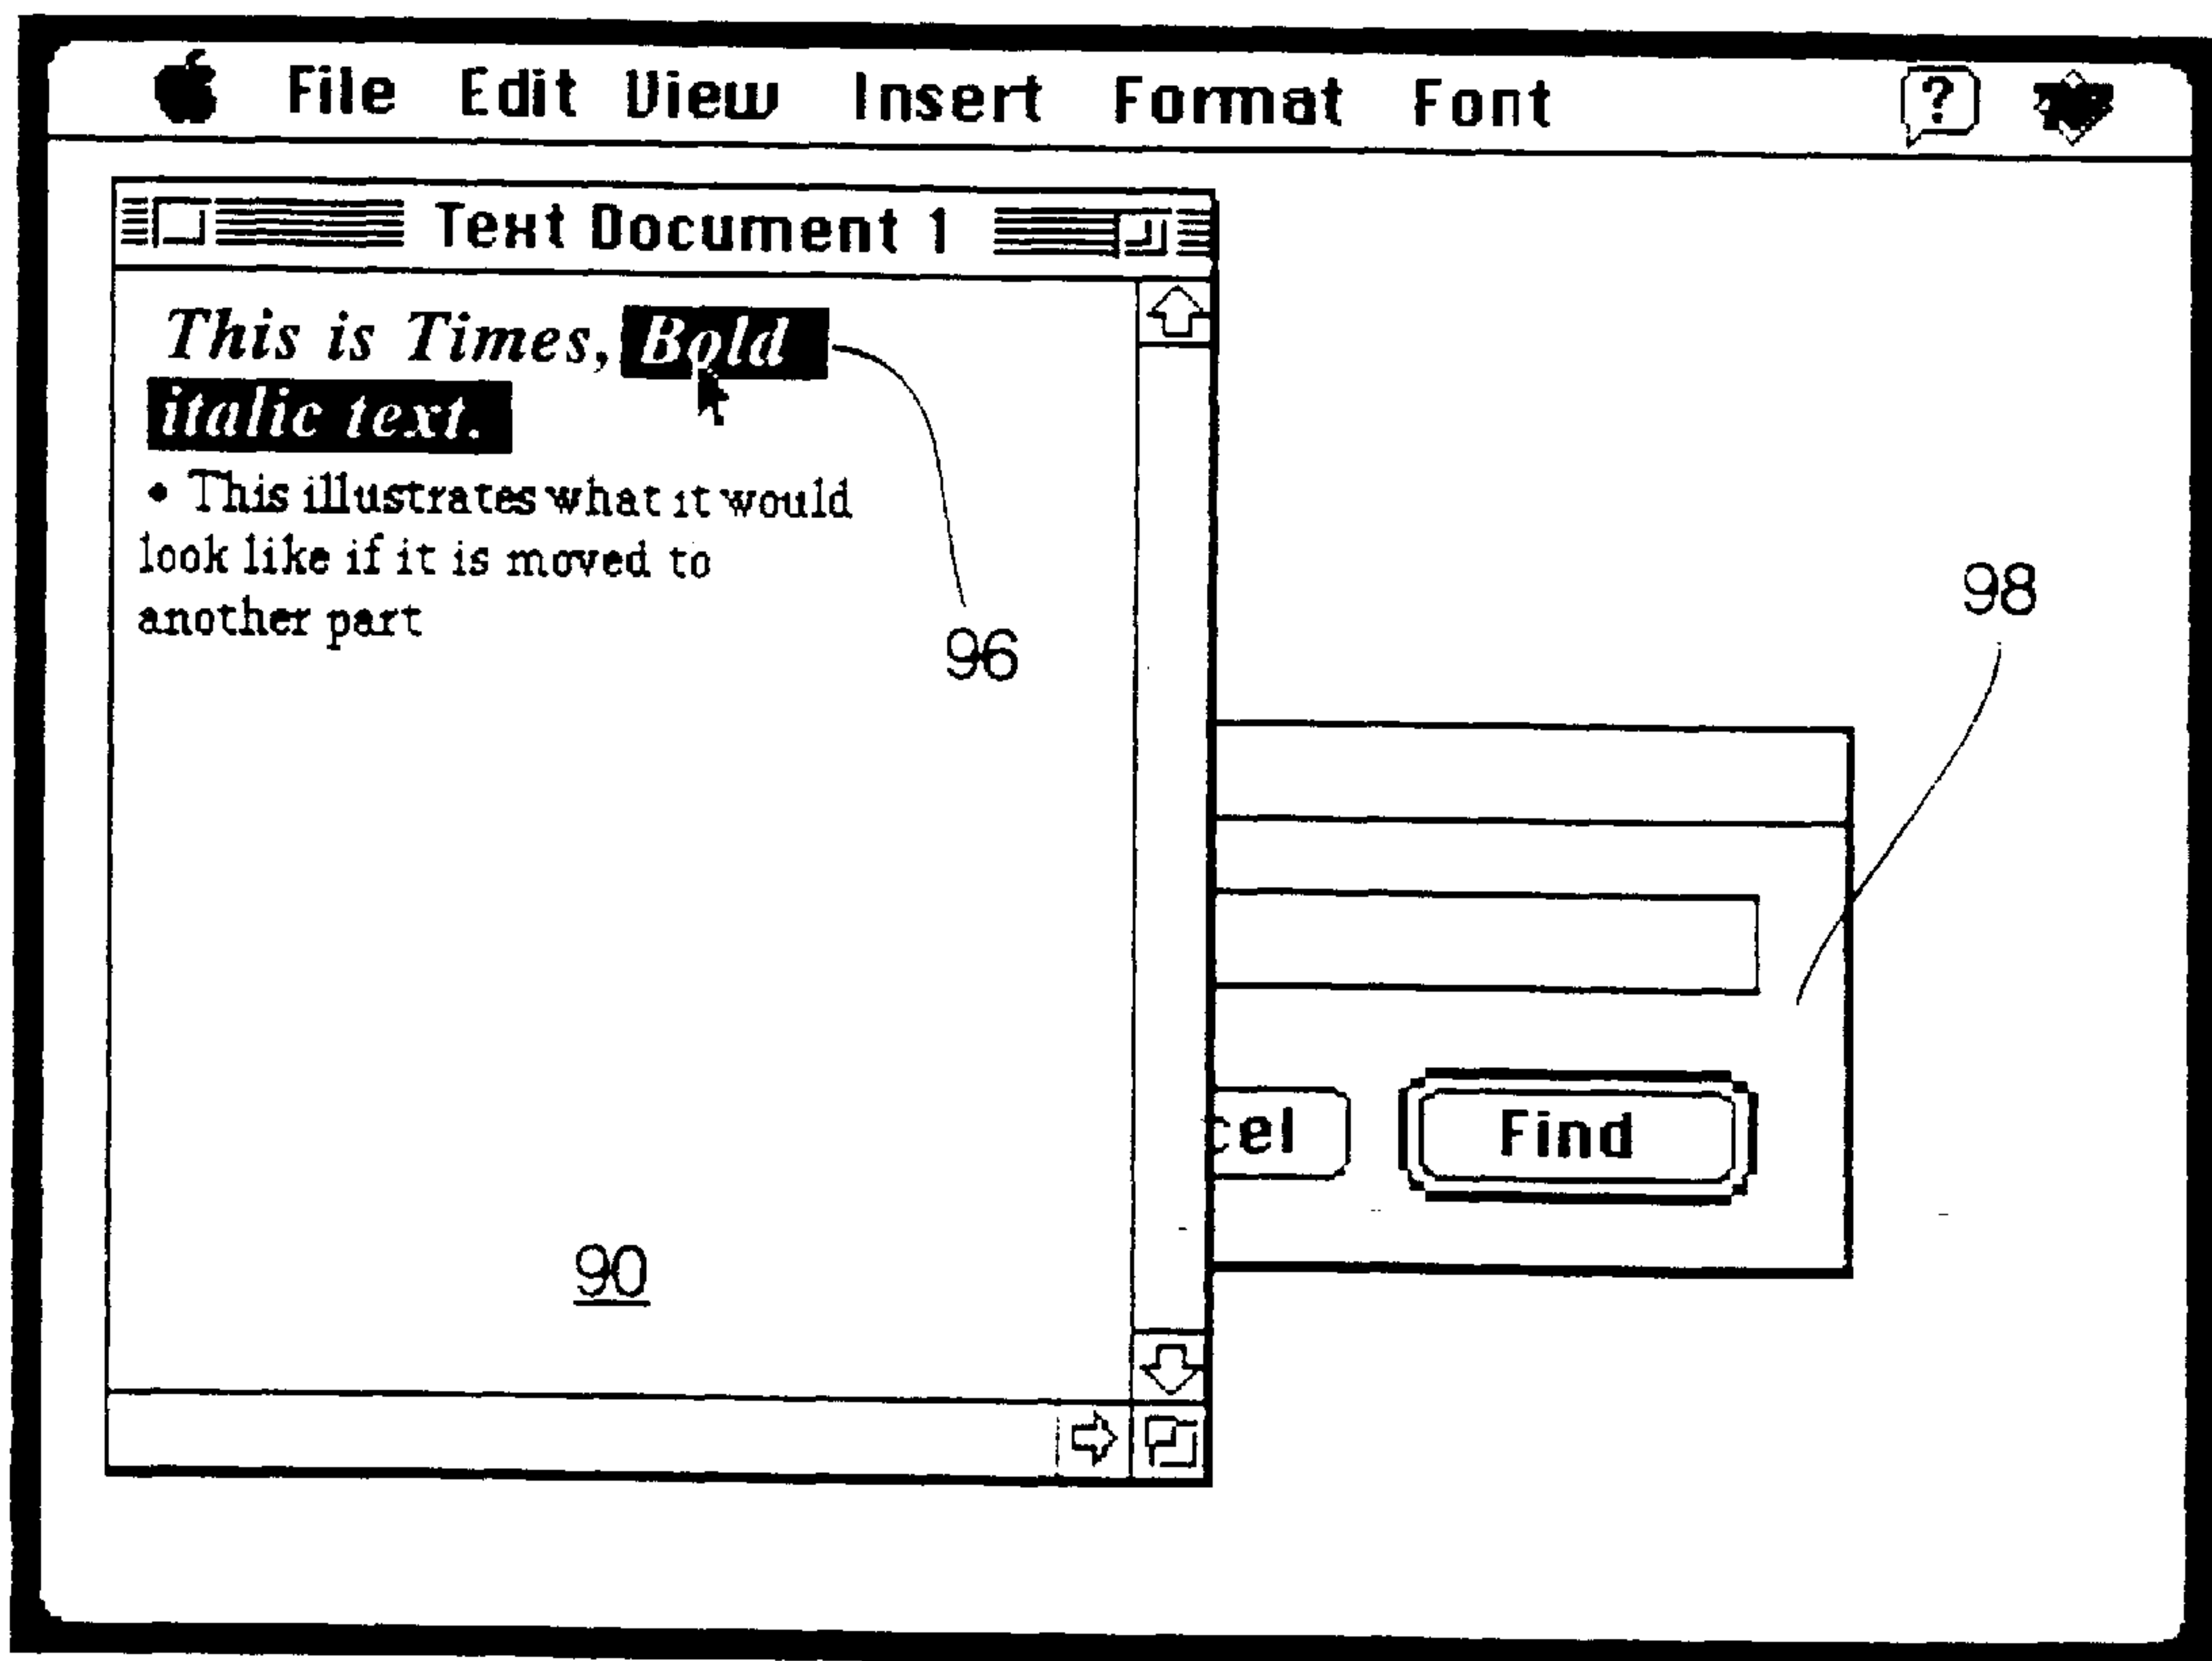 File Edit View Insert Format Font ?
Text Document 1
This is Times, Bold
italic text.
• This illustrates what it would
look like if it is moved to
another part
96
98
cel
Find
90